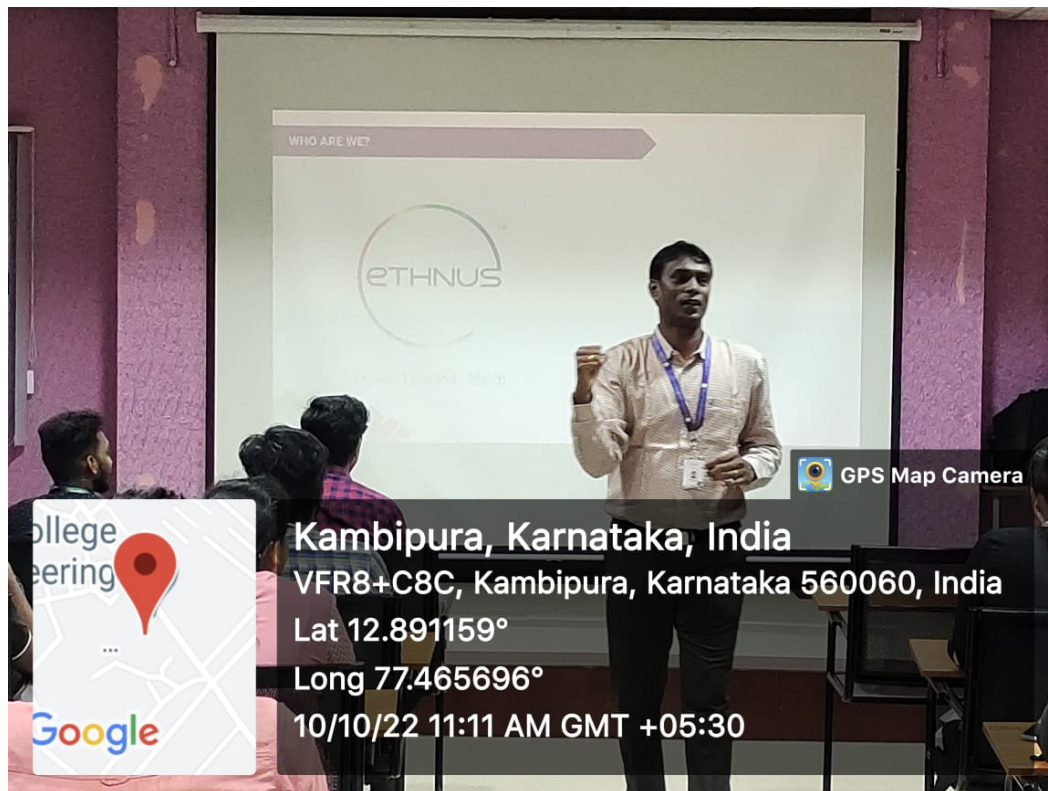 WHO ARE WE?
eTHNUS
GPS Map Camera
ollege
eering
Kambipura, Karnataka, India
VFR8+C8C, Kambipura, Karnataka 560060, India
Lat 12.891159°
Long 77.465696°
10/10/22 11:11 AM GMT +05:30
...
Google